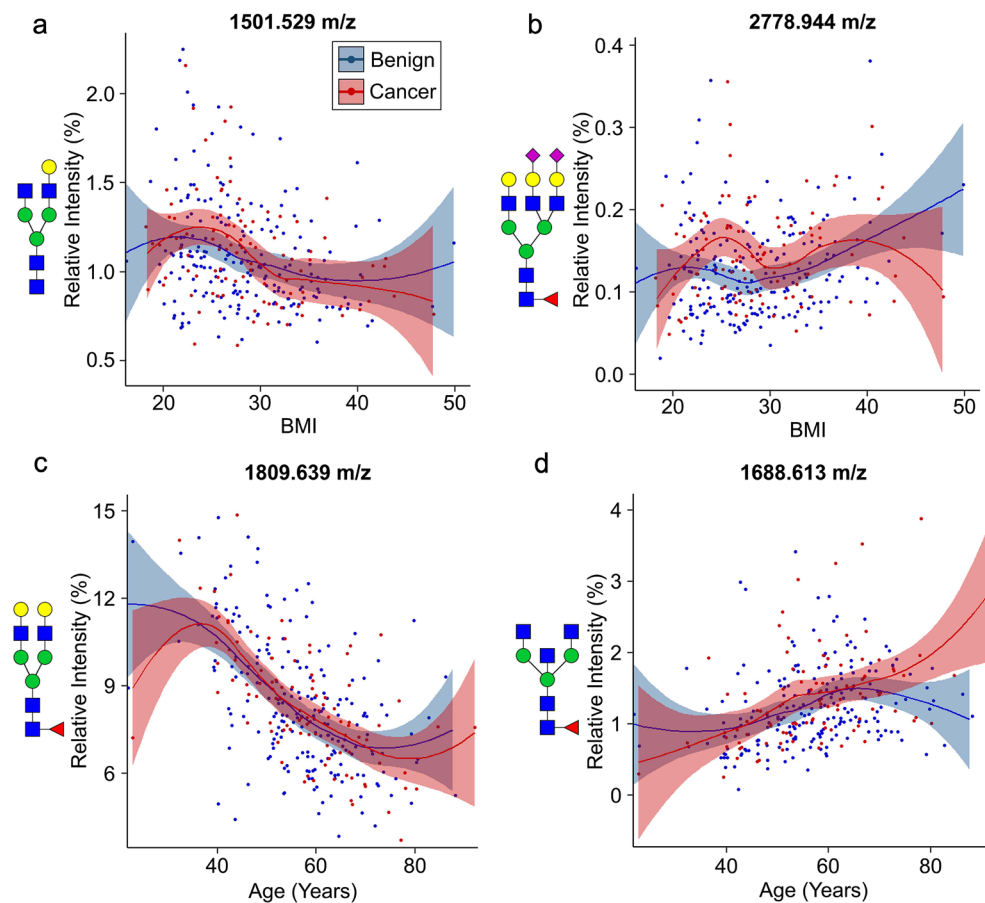 a
1501.529 m/z
Relative Intensity (%)
2.0
1.5
1.0
0.5
Benign
Cancer
20
30
40
50
BMI
b
2778.944 m/z
Relative Intensity (%)
0.4
0.3
0.2
0.1
0.0
20
30
40
50
BMI
c
1809.639 m/z
Relative Intensity (%)
15
12
9
6
40
60
80
Age (Years)
d
1688.613 m/z
Relative Intensity (%)
4
3
2
1
0
40
60
80
Age (Years)